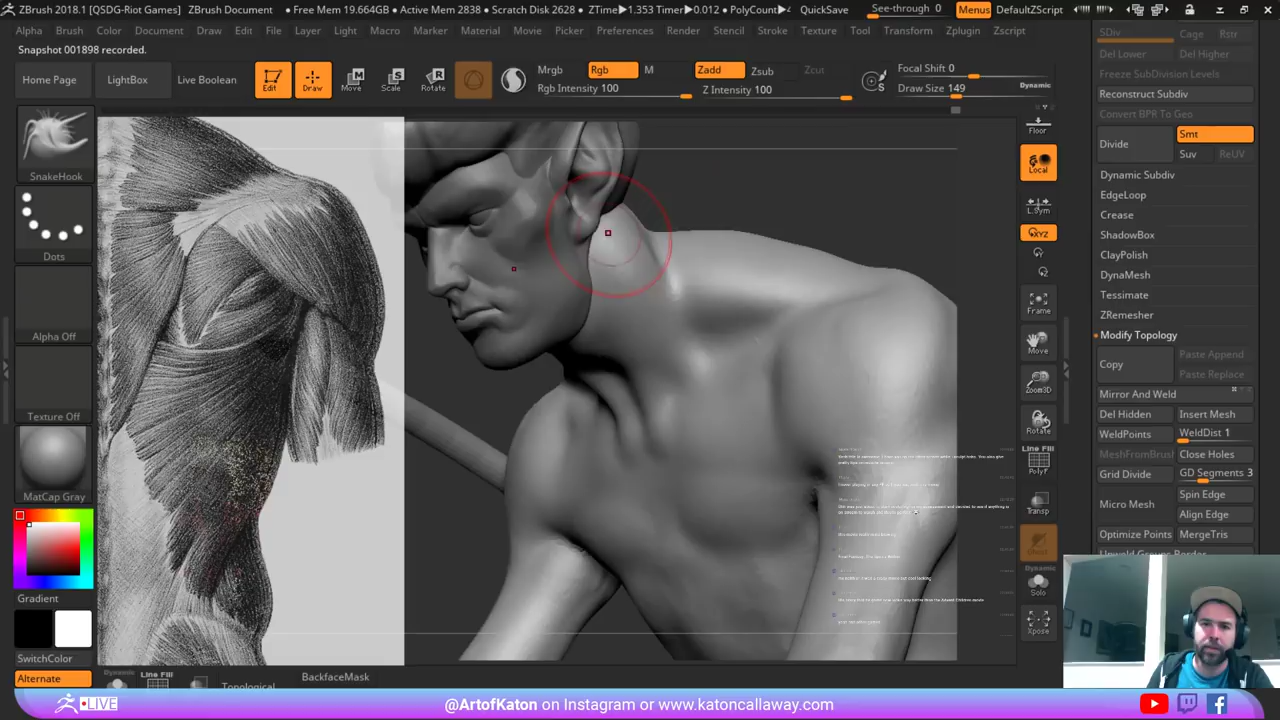 ZBrush 2018.1 [QSDG-Riot Games] ZBrush Document • Free Mem 19.664GB • Active Mem 2838 • Scratch Disk 2628 • ZTime▶1.353 Timer▶0.012 • PolyCount▶ QuickSave See-through 0 Menus DefaultZScript
Alpha Brush Color Document Draw Edit File Layer Light Macro Marker Material Movie Picker Preferences Render Stencil Stroke Texture Tool Transform Zplugin Zscript
Snapshot 001898 recorded.
Home Page LightBox Live Boolean Edit Draw Move Scale Rotate
Mrgb Rgb M Zadd Zsub Zcut
Rgb Intensity 100 Z Intensity 100
Focal Shift 0
Draw Size 149 Dynamic
SnakeHook
Dots
Alpha Off
Texture Off
MatCap Gray
Gradient
SwitchColor
Alternate
Dynamic
Line Fill
Topological
BackfaceMask
Floor
Local
L.Sym
XYZ
Y
Z
Frame
Move
Zoom3D
Rotate
Line Fill
PolyF
Transp
Ghost
Dynamic
Solo
Xpose
SDiv Cage Rstr
Del Lower Del Higher
Freeze SubDivision Levels
Reconstruct Subdiv
Convert BPR To Geo
Divide Smt
Suv ReUV
Dynamic Subdiv
EdgeLoop
Crease
ShadowBox
ClayPolish
DynaMesh
Tessimate
ZRemesher
Modify Topology
Copy Paste Append
Paste Replace
Mirror And Weld
Del Hidden Insert Mesh
WeldPoints WeldDist 1
MeshFromBrush Close Holes
Grid Divide GD Segments 3
Micro Mesh Spin Edge
Align Edge
Optimize Points MergeTris
LIVE @ArtofKaton on Instagram or www.katoncallaway.com